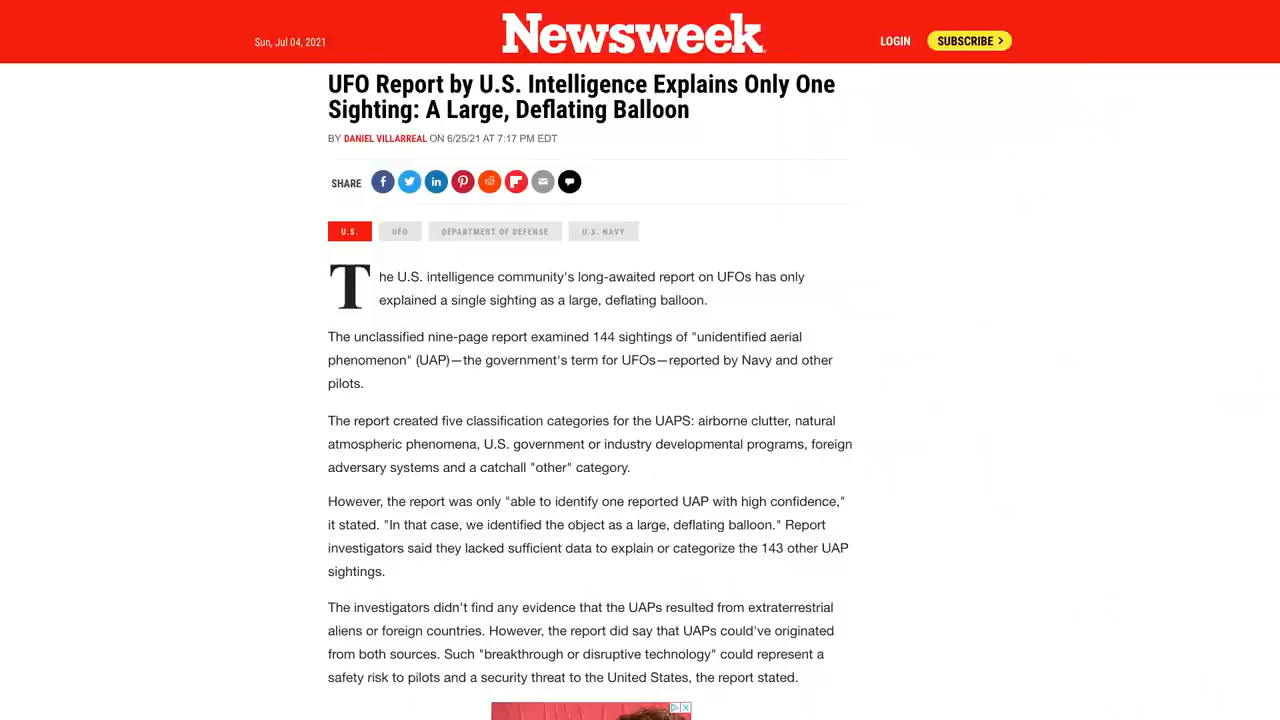 Sun, Jul 04, 2021
Newsweek
LOGIN
SUBSCRIBE >
UFO Report by U.S. Intelligence Explains Only One
Sighting: A Large, Deflating Balloon
BY DANIEL VILLARREAL ON 6/25/21 AT 7:17 PM EDT
SHARE
U.S.
UFO
DEPARTMENT OF DEFENSE
U.S. NAVY
The U.S. intelligence community's long-awaited report on UFOs has only
explained a single sighting as a large, deflating balloon.
The unclassified nine-page report examined 144 sightings of "unidentified aerial
phenomenon" (UAP)—the government's term for UFOs—reported by Navy and other
pilots.
The report created five classification categories for the UAPS: airborne clutter, natural
atmospheric phenomena, U.S. government or industry developmental programs, foreign
adversary systems and a catchall "other" category.
However, the report was only "able to identify one reported UAP with high confidence,"
it stated. "In that case, we identified the object as a large, deflating balloon." Report
investigators said they lacked sufficient data to explain or categorize the 143 other UAP
sightings.
The investigators didn't find any evidence that the UAPs resulted from extraterrestrial
aliens or foreign countries. However, the report did say that UAPs could've originated
from both sources. Such "breakthrough or disruptive technology" could represent a
safety risk to pilots and a security threat to the United States, the report stated.